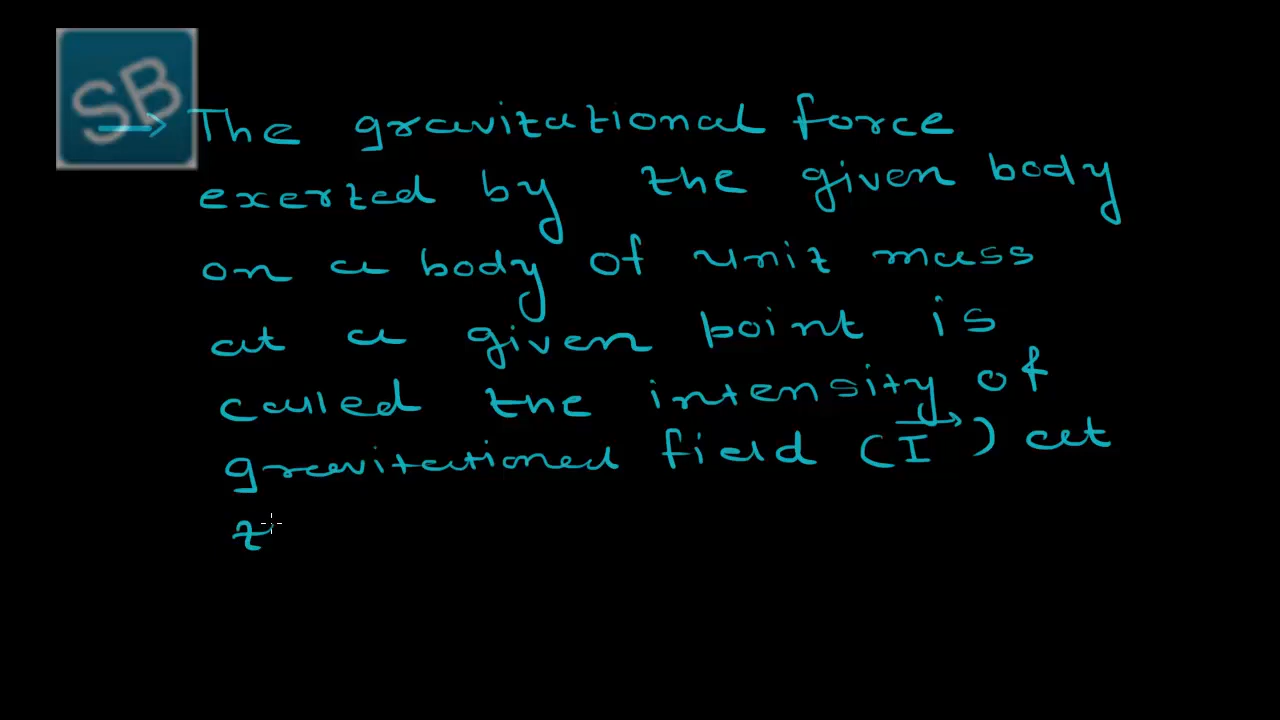 SB
→ The gravitational force
exerted by the given body
on a body of unit mass
at a given point is
called the intensity of
gravitational field (I⃗) at
t